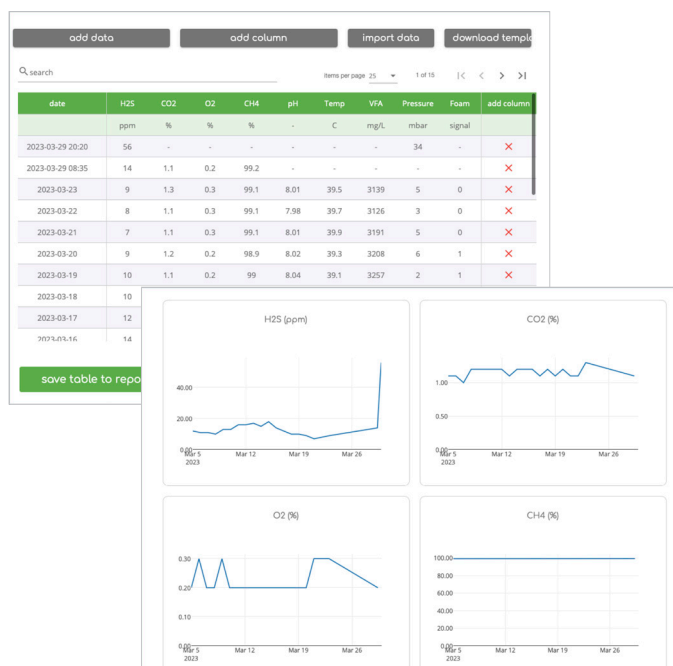 add data add column import data download templa
search items per page 25 1 of 15
date H2S CO2 O2 CH4 pH Temp VFA Pressure Foam add column
ppm % % % - C mg/L mbar signal
2023-03-29 20:20 56 - - - - - - 34 -
2023-03-29 08:35 14 1.1 0.2 99.2 - - - - -
2023-03-23 9 1.3 0.3 99.1 8.01 39.5 3139 5 0
2023-03-22 8 1.1 0.3 99.1 7.98 39.7 3126 3 0
2023-03-21 7 1.1 0.3 99.1 8.01 39.9 3191 5 0
2023-03-20 9 1.2 0.2 98.9 8.02 39.3 3208 6 1
2023-03-19 10 1.1 0.2 99 8.04 39.1 3257 2 1
2023-03-18 10
2023-03-17 12
2023-03-16 14
save table to repo
H2S (ppm)
40.00
20.00
0.00
Mar 5 Mar 12 Mar 19 Mar 26
2023
CO2 (%)
1.00
0.50
0.00
Mar 5 Mar 12 Mar 19 Mar 26
2023
O2 (%)
0.30
0.20
0.10
0.00
Mar 5 Mar 12 Mar 19 Mar 26
2023
CH4 (%)
100.00
80.00
60.00
40.00
20.00
0.00
Mar 5 Mar 12 Mar 19 Mar 26
2023